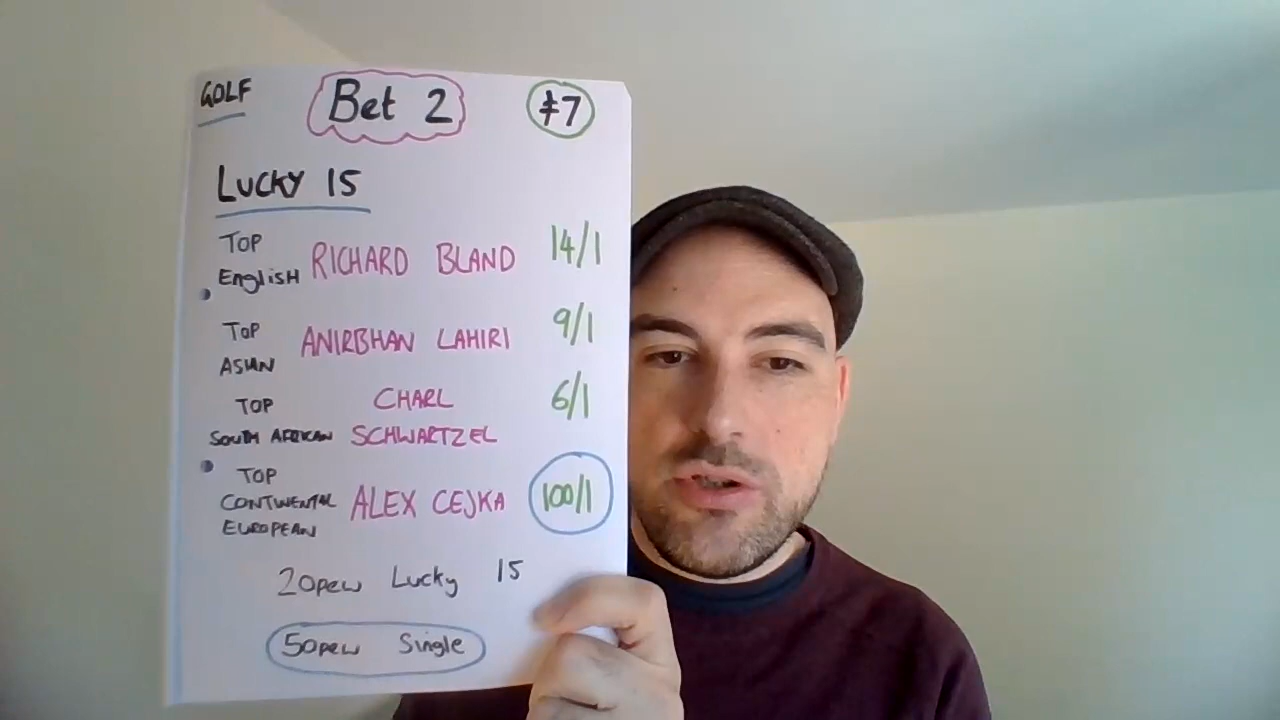 GOLF
Bet 2
£7
LUCKY 15
TOP
ENglisH RICHARD BLAND 14/1
TOP
ASIAN ANIRBHAN LAHIRI 9/1
TOP CHARL 6/1
SOUTH AFRICAN SCHWARTZEL
TOP
CONTINENTAL ALEX CEJKA 100/1
EUROPEAN
20pew Lucky 15
50pew Single